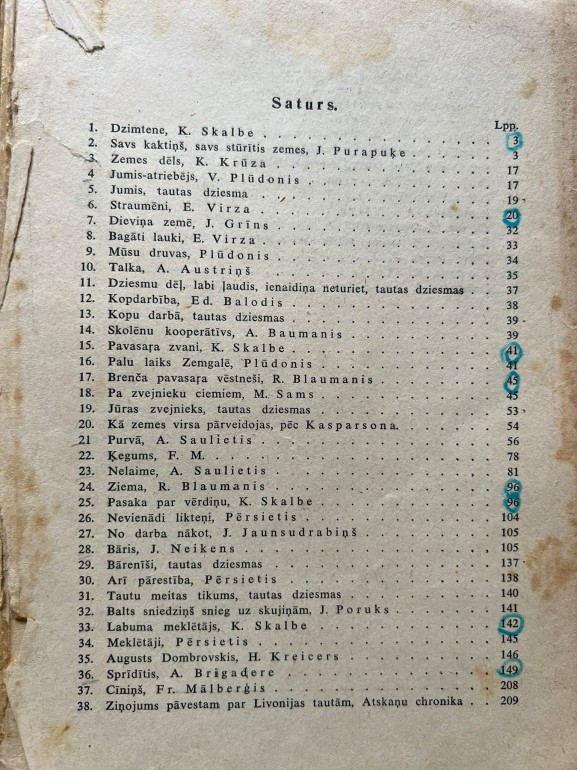 Saturs.
Lpp.
1. Dzimtene, K. Skalbe . . . . . . . . . . . . . 3
2. Savs kaktiņš, savs stūrītis zemes, J. Purapuķe . . . . . 3
3. Zemes dēls, K. Krūza . . . . . . . . . . . . 17
4 Jumis-atriebējs, V. Plūdonis . . . . . . . . . . 17
5. Jumis, tautas dziesma . . . . . . . . . . . . 19
6. Straumēni, E. Virza . . . . . . . . . . . . . 20
7. Dieviņa zemē, J. Grīns . . . . . . . . . . . . 32
8. Bagāti lauki, E. Virza . . . . . . . . . . . . 33
9. Mūsu druvas, Plūdonis . . . . . . . . . . . . 34
10. Talka, A. Austriņš . . . . . . . . . . . . . 35
11. Dziesmu dēļ, labi ļaudis, ienaidiņa neturiet, tautas dziesmas . 37
12. Kopdarbība, Ed. Balodis . . . . . . . . . . . 38
13. Kopu darbā, tautas dziesmas . . . . . . . . . . 39
14. Skolēnu kooperātīvs, A. Baumanis . . . . . . . . 39
15. Pavasaŗa zvani, K. Skalbe . . . . . . . . . . . 41
16. Palu laiks Zemgalē, Plūdonis . . . . . . . . . . 41
17. Brenča pavasaŗa vēstneši, R. Blaumanis . . . . . . 45
18. Pa zvejnieku ciemiem, M. Sams . . . . . . . . . 45
19. Jūras zvejnieks, tautas dziesmas . . . . . . . . . 53
20. Kā zemes virsa pārveidojas, pēc Kasparsona. . . . . . 54
21 Purvā, A. Saulietis . . . . . . . . . . . . . 56
22. Ķegums, F. M. . . . . . . . . . . . . . . . 78
23. Nelaime, A. Saulietis . . . . . . . . . . . . 81
24. Ziema, R. Blaumanis . . . . . . . . . . . . . 96
25. Pasaka par vērdiņu, K. Skalbe . . . . . . . . . . 96
26. Nevienādi likteņi, Pērsietis . . . . . . . . . . 104
27. No darba nākot, J. Jaunsudrabiņš . . . . . . . . 105
28. Bāris, J. Neikens . . . . . . . . . . . . . 105
29. Bārenīši, tautas dziesmas . . . . . . . . . . . 137
30. Arī pārestība, Pērsietis . . . . . . . . . . . 138
31. Tautu meitas tikums, tautas dziesmas . . . . . . . 140
32. Balts sniedziņš snieg uz skujiņām, J. Poruks . . . . . 141
33. Labuma meklētājs, K. Skalbe . . . . . . . . . . 142
34. Meklētāji, Pērsietis . . . . . . . . . . . . . 145
35. Augusts Dombrovskis, H. Kreicers . . . . . . . . 146
36. Sprīdītis, A. Brigadere . . . . . . . . . . . . 149
37. Cīniņš, Fr. Mālberģis . . . . . . . . . . . . 208
38. Ziņojums pāvestam par Livonijas tautām, Atskaņu chronika . . 209